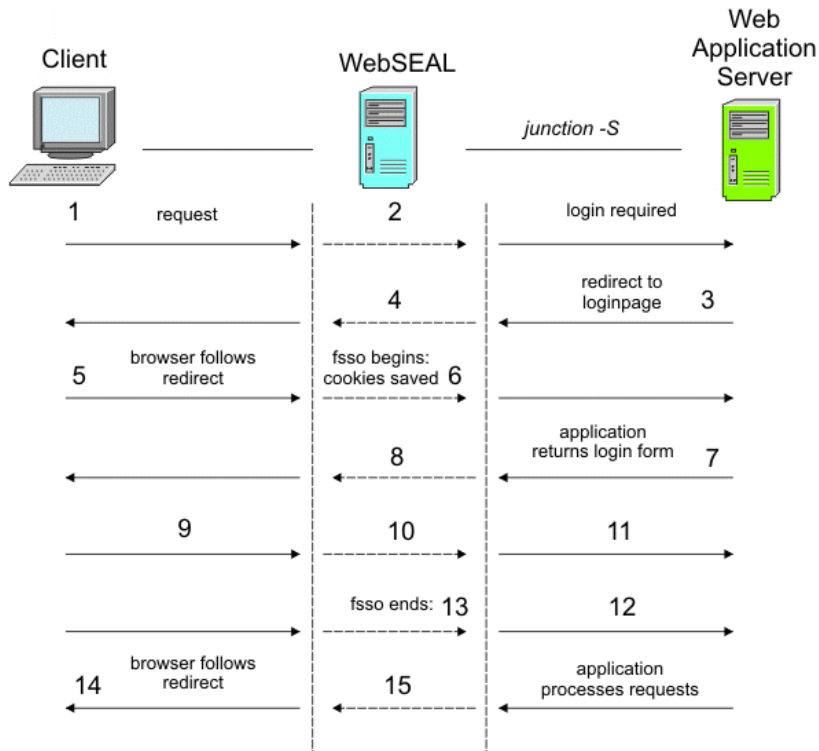 Client
WebSEAL
Web
Application
Server
junction -S
1
request
2
login required
4
redirect to
loginpage
3
5
browser follows
redirect
fsso begins:
cookies saved
6
8
application
returns login form
7
9
10
11
fsso ends:
13
12
14
browser follows
redirect
15
application
processes requests